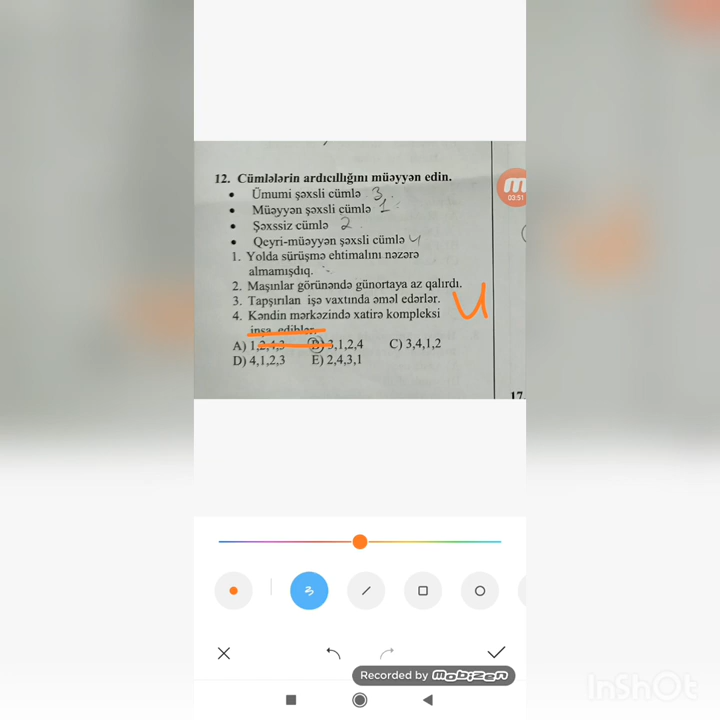 12. Cümlələrin ardıcıllığını müəyyən edin.
• Ümumi şəxsli cümlə 3
• Müəyyən şəxsli cümlə 1
• Şəxssiz cümlə 2
• Qeyri-müəyyən şəxsli cümlə 4
1. Yolda sürüşmə ehtimalını nəzərə
almamışdıq.
2. Maşınlar görünəndə günortaya az qalırdı.
3. Tapşırılan işə vaxtında əməl edərlər.
4. Kəndin mərkəzində xatirə kompleksi
inşa ediblər.
A) 1,2,4,3 B) 3,1,2,4 C) 3,4,1,2
D) 4,1,2,3 E) 2,4,3,1
17.
03:51
Recorded by mobizen
InShOt